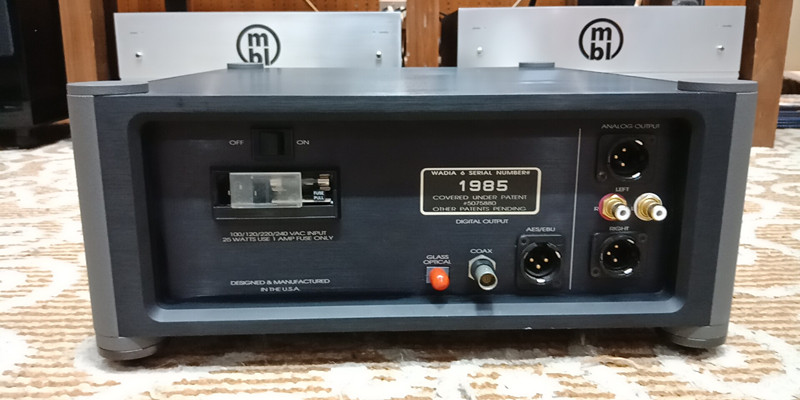 mbl
mbl
OFF ON
FUSE
PULL
100/120/220/240 VAC INPUT
25 WATTS USE 1 AMP FUSE ONLY
DESIGNED & MANUFACTURED
IN THE U.S.A.
WADIA 6 SERIAL NUMBER#
1985
COVERED UNDER PATENT
#5075880
OTHER PATENTS PENDING
DIGITAL OUTPUT
GLASS
OPTICAL
COAX
AES/EBU
ANALOG OUTPUT
LEFT
RIGHT